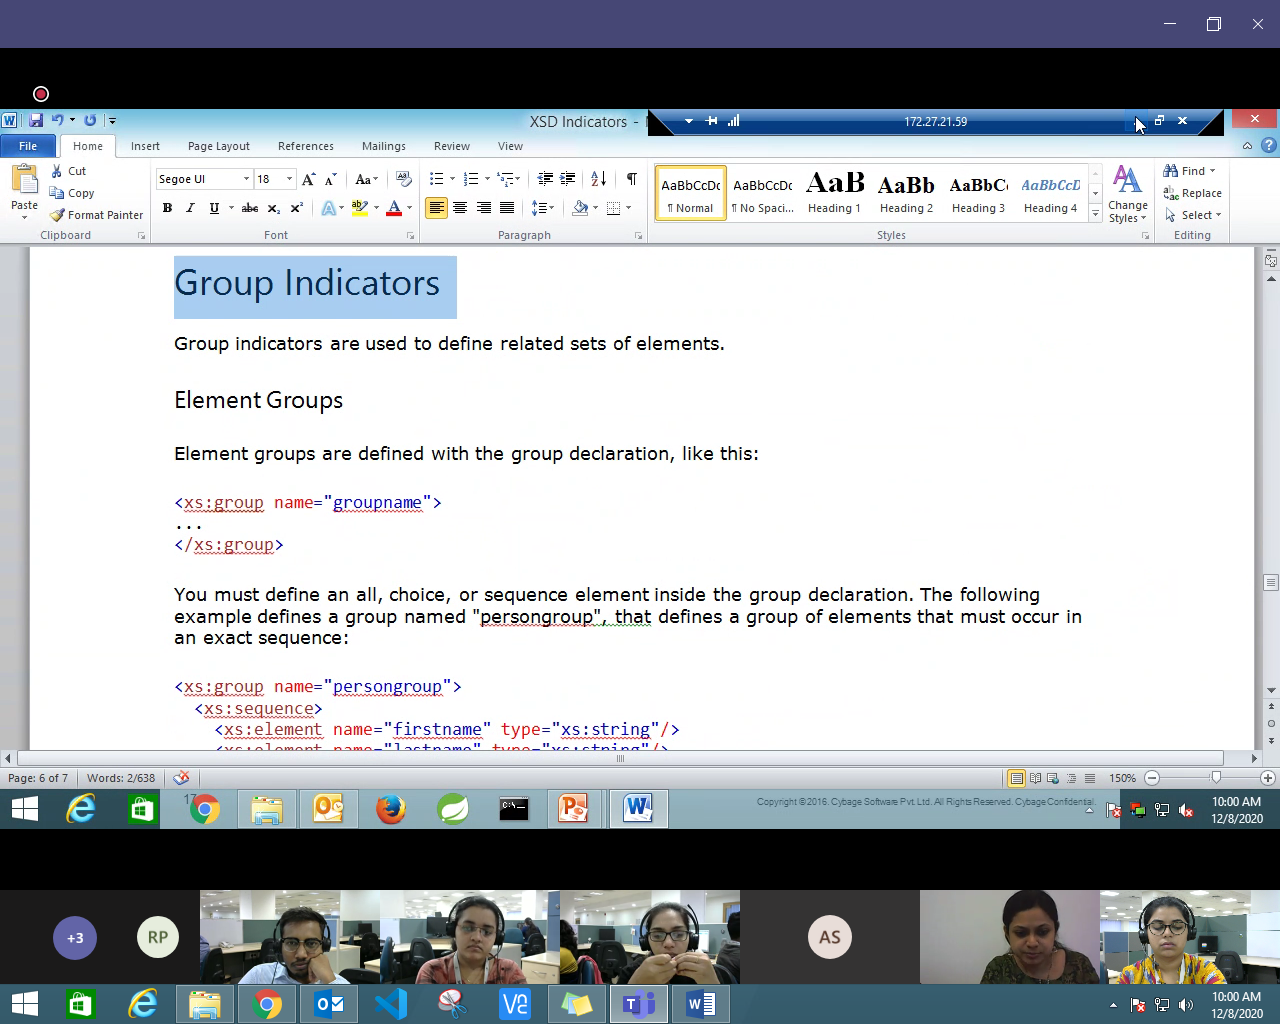 XSD Indicators -
172.27.21.59
File Home Insert Page Layout References Mailings Review View
Paste
Cut
Copy
Format Painter
Clipboard
Segoe UI 18
Font
Paragraph
AaBbCcDc AaBbCcDc AaB AaBb AaBbC AaBbCcD
¶ Normal ¶ No Spaci... Heading 1 Heading 2 Heading 3 Heading 4
Change Styles
Styles
Find
Replace
Select
Editing
Group Indicators
Group indicators are used to define related sets of elements.
Element Groups
Element groups are defined with the group declaration, like this:
<xs:group name="groupname">
...
</xs:group>
You must define an all, choice, or sequence element inside the group declaration. The following
example defines a group named "persongroup", that defines a group of elements that must occur in
an exact sequence:
<xs:group name="persongroup">
<xs:sequence>
<xs:element name="firstname" type="xs:string"/>
<xs:element name="lastname" type="xs:string"/>
Page: 6 of 7 Words: 2/638 150%
17
Copyright ©2016. Cybage Software Pvt. Ltd. All Rights Reserved. Cybage Confidential.
10:00 AM
12/8/2020
+3 RP AS
10:00 AM
12/8/2020